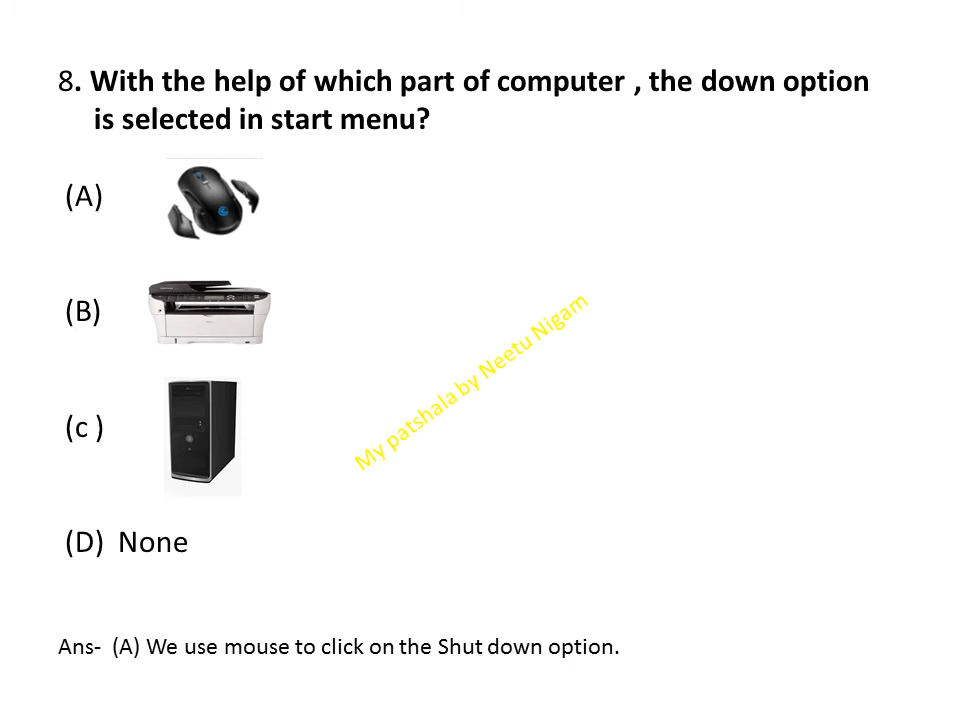 8. With the help of which part of computer , the down option
is selected in start menu?
(A)
(B)
(c )
(D) None
My patshala by Neetu Nigam
Ans- (A) We use mouse to click on the Shut down option.